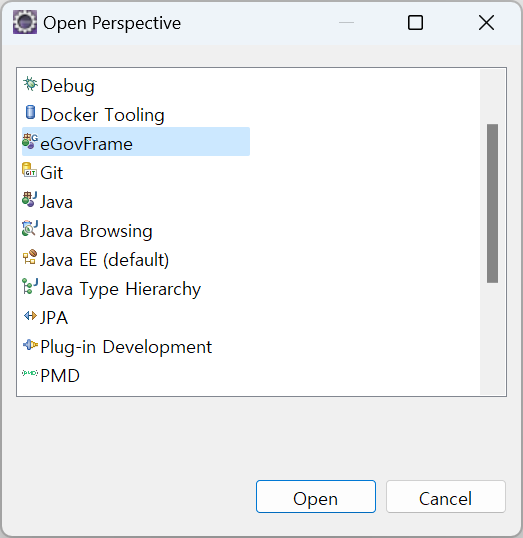 Open Perspective
Debug
Docker Tooling
eGovFrame
Git
Java
Java Browsing
Java EE (default)
Java Type Hierarchy
JPA
Plug-in Development
PMD
Open
Cancel